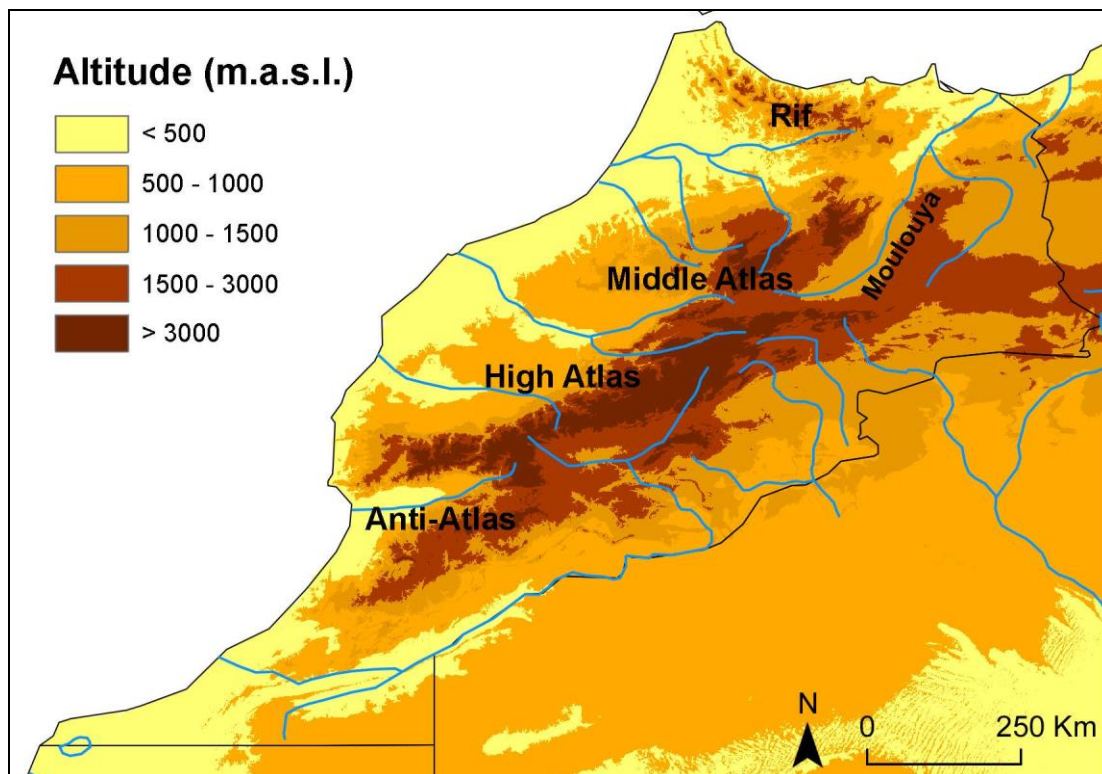 Altitude (m.a.s.l.)
< 500
500 - 1000
1000 - 1500
1500 - 3000
> 3000
Rif
Moulouya
Middle Atlas
High Atlas
Anti-Atlas
N
0 250 Km